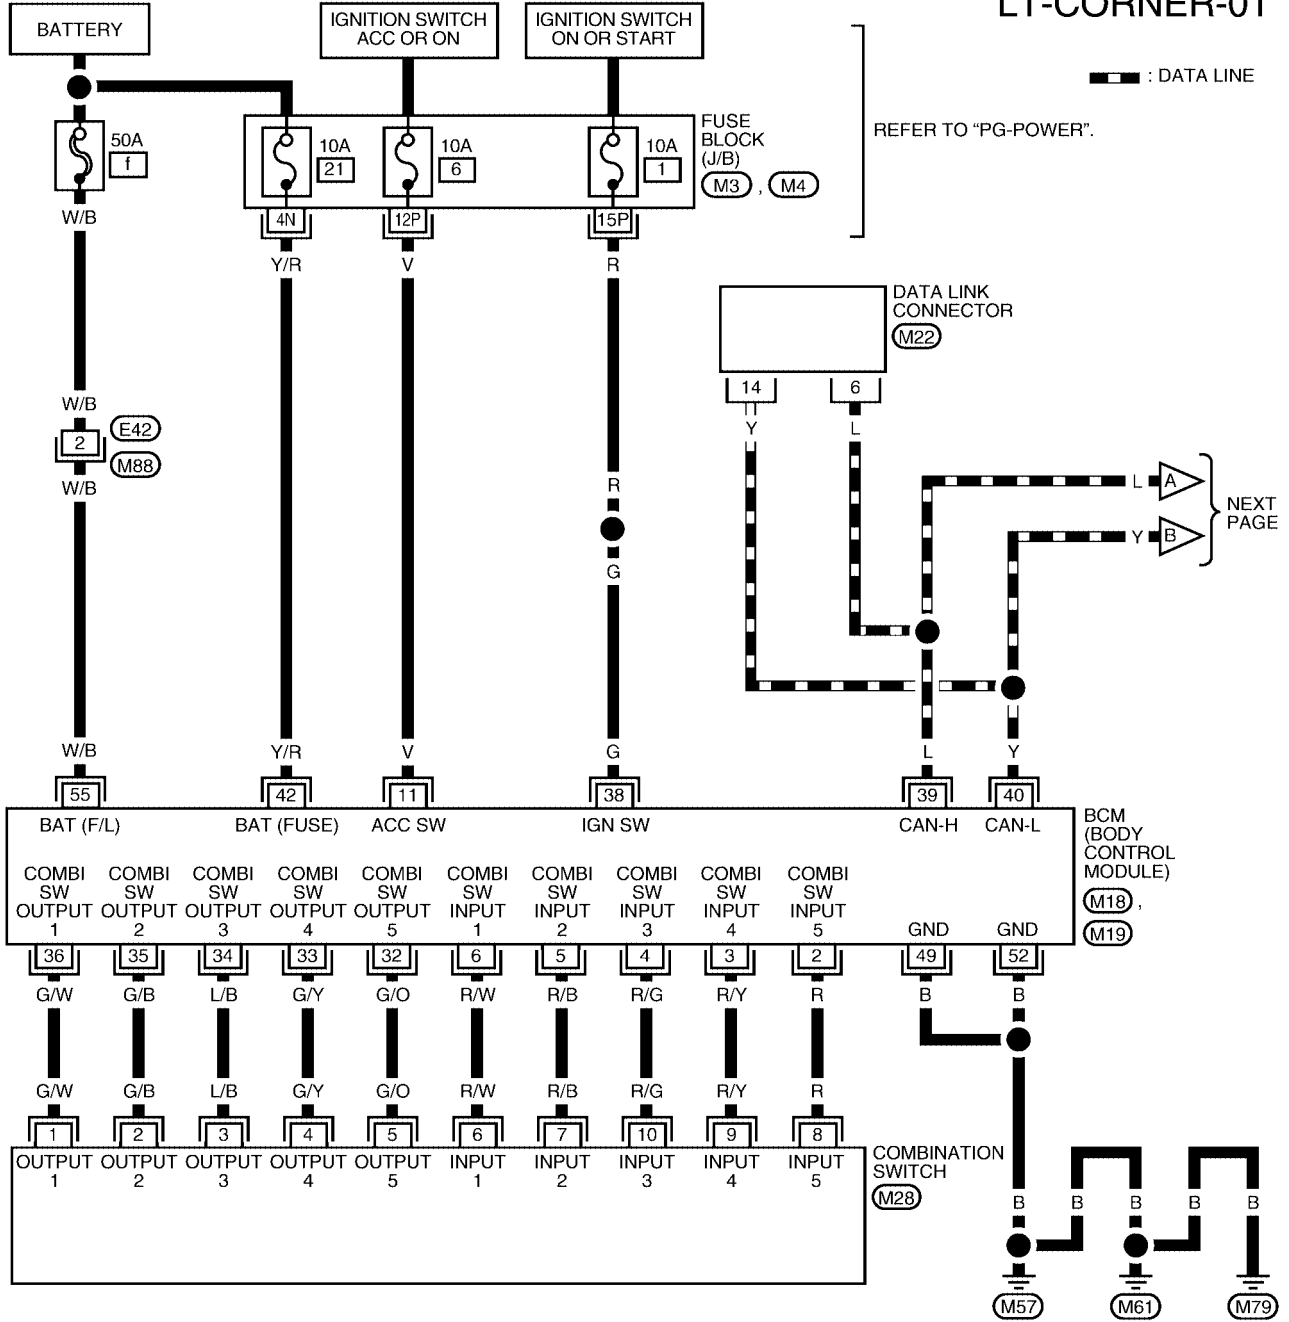 LT-CORNER-01
BATTERY
IGNITION SWITCH
ACC OR ON
IGNITION SWITCH
ON OR START
: DATA LINE
50A
f
10A
21
10A
6
10A
1
FUSE
BLOCK
(J/B)
M3 , M4
REFER TO “PG-POWER”.
4N
12P
15P
W/B
Y/R
V
R
DATA LINK
CONNECTOR
M22
14
6
Y
L
W/B
2
E42
M88
W/B
R
G
L
A
Y
B
NEXT
PAGE
W/B
Y/R
V
G
L
Y
55
42
11
38
39
40
BAT (F/L)
BAT (FUSE)
ACC SW
IGN SW
CAN-H
CAN-L
BCM
(BODY
CONTROL
MODULE)
M18 ,
M19
COMBI
SW
OUTPUT
1
COMBI
SW
OUTPUT
2
COMBI
SW
OUTPUT
3
COMBI
SW
OUTPUT
4
COMBI
SW
OUTPUT
5
COMBI
SW
INPUT
1
COMBI
SW
INPUT
2
COMBI
SW
INPUT
3
COMBI
SW
INPUT
4
COMBI
SW
INPUT
5
GND
GND
36
35
34
33
32
6
5
4
3
2
49
52
G/W
G/B
L/B
G/Y
G/O
R/W
R/B
R/G
R/Y
R
B
B
G/W
G/B
L/B
G/Y
G/O
R/W
R/B
R/G
R/Y
R
1
2
3
4
5
6
7
10
9
8
OUTPUT
1
OUTPUT
2
OUTPUT
3
OUTPUT
4
OUTPUT
5
INPUT
1
INPUT
2
INPUT
3
INPUT
4
INPUT
5
COMBINATION
SWITCH
M28
B
B
B
B
B
M57
M61
M79